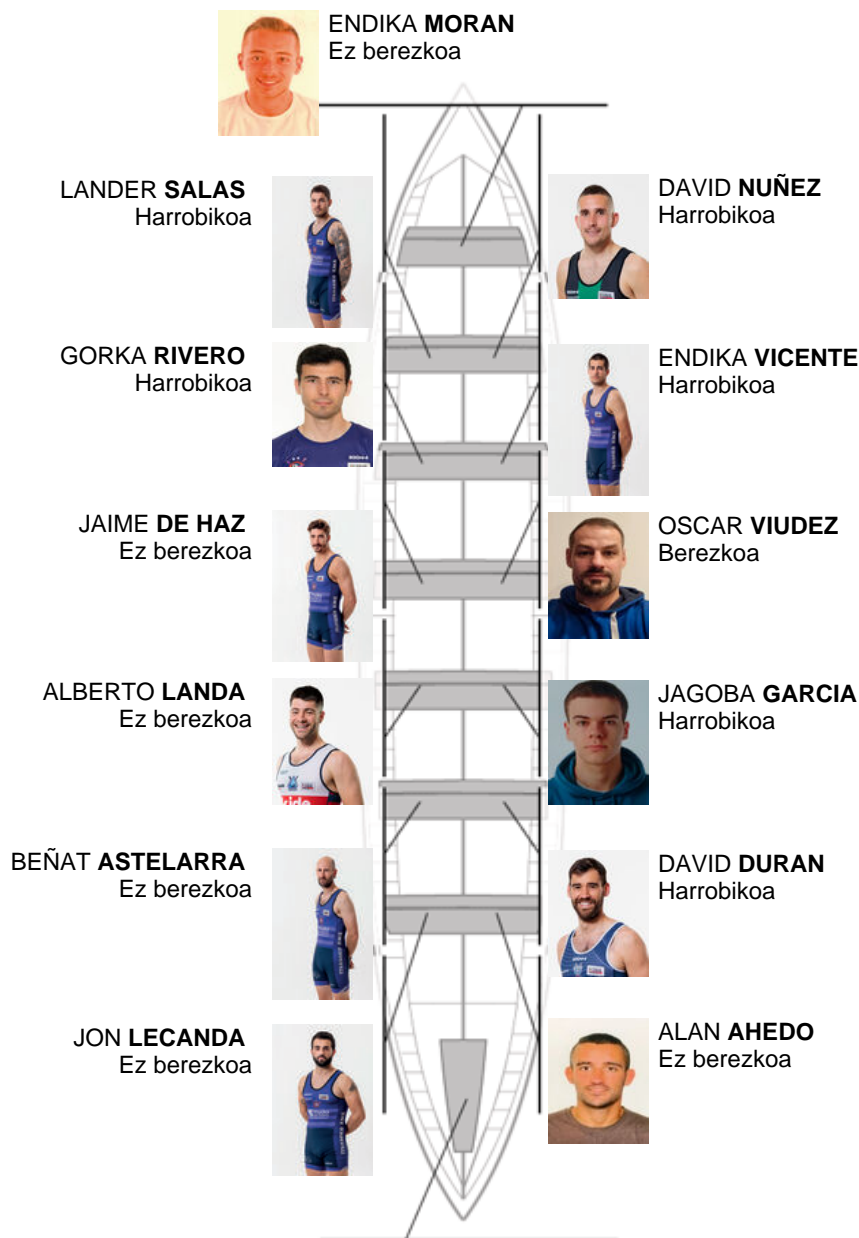 ENDIKA MORAN
Ez berezkoa
LANDER SALAS
Harrobikoa
DAVID NUÑEZ
Harrobikoa
GORKA RIVERO
Harrobikoa
ENDIKA VICENTE
Harrobikoa
JAIME DE HAZ
Ez berezkoa
OSCAR VIUDEZ
Berezkoa
ALBERTO LANDA
Ez berezkoa
JAGOBA GARCIA
Harrobikoa
BEÑAT ASTELARRA
Ez berezkoa
DAVID DURAN
Harrobikoa
JON LECANDA
Ez berezkoa
ALAN AHEDO
Ez berezkoa